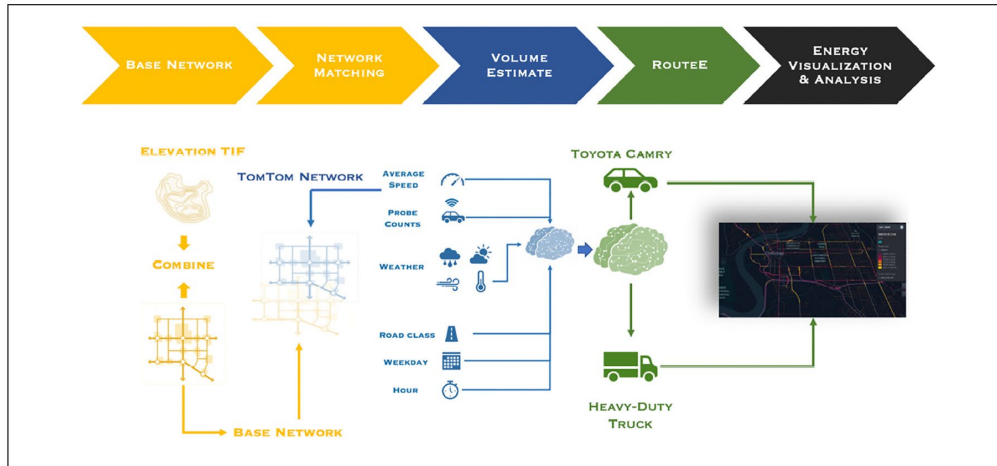 BASE NETWORK
NETWORK
MATCHING
VOLUME
ESTIMATE
ROUTEE
ENERGY
VISUALIZATION
& ANALYSIS
ELEVATION TIF
COMBINE
BASE NETWORK
TOMTOM NETWORK
AVERAGE
SPEED
PROBE
COUNTS
WEATHER
ROAD CLASS
WEEKDAY
HOUR
TOYOTA CAMRY
HEAVY-DUTY
TRUCK